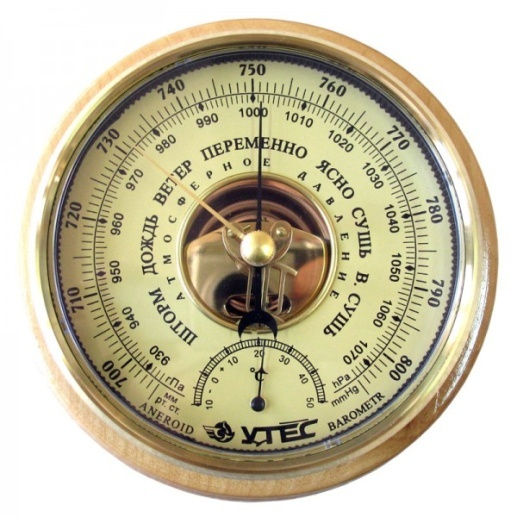 700 710 720 730 740 750 760 770 780 790 800
930 940 950 960 970 980 990 1000 1010 1020 1030 1040 1050 1060 1070
ШТОРМ ДОЖДЬ ВЕТЕР ПЕРЕМЕННО ЯСНО СУШЬ В. СУШЬ
АТМОСФЕРНОЕ ДАВЛЕНИЕ
гПа
мм
рт. ст.
hPa
mmHg
10 0 10 20 30 40 50
°C
ANEROID
УТЕС
BAROMETR